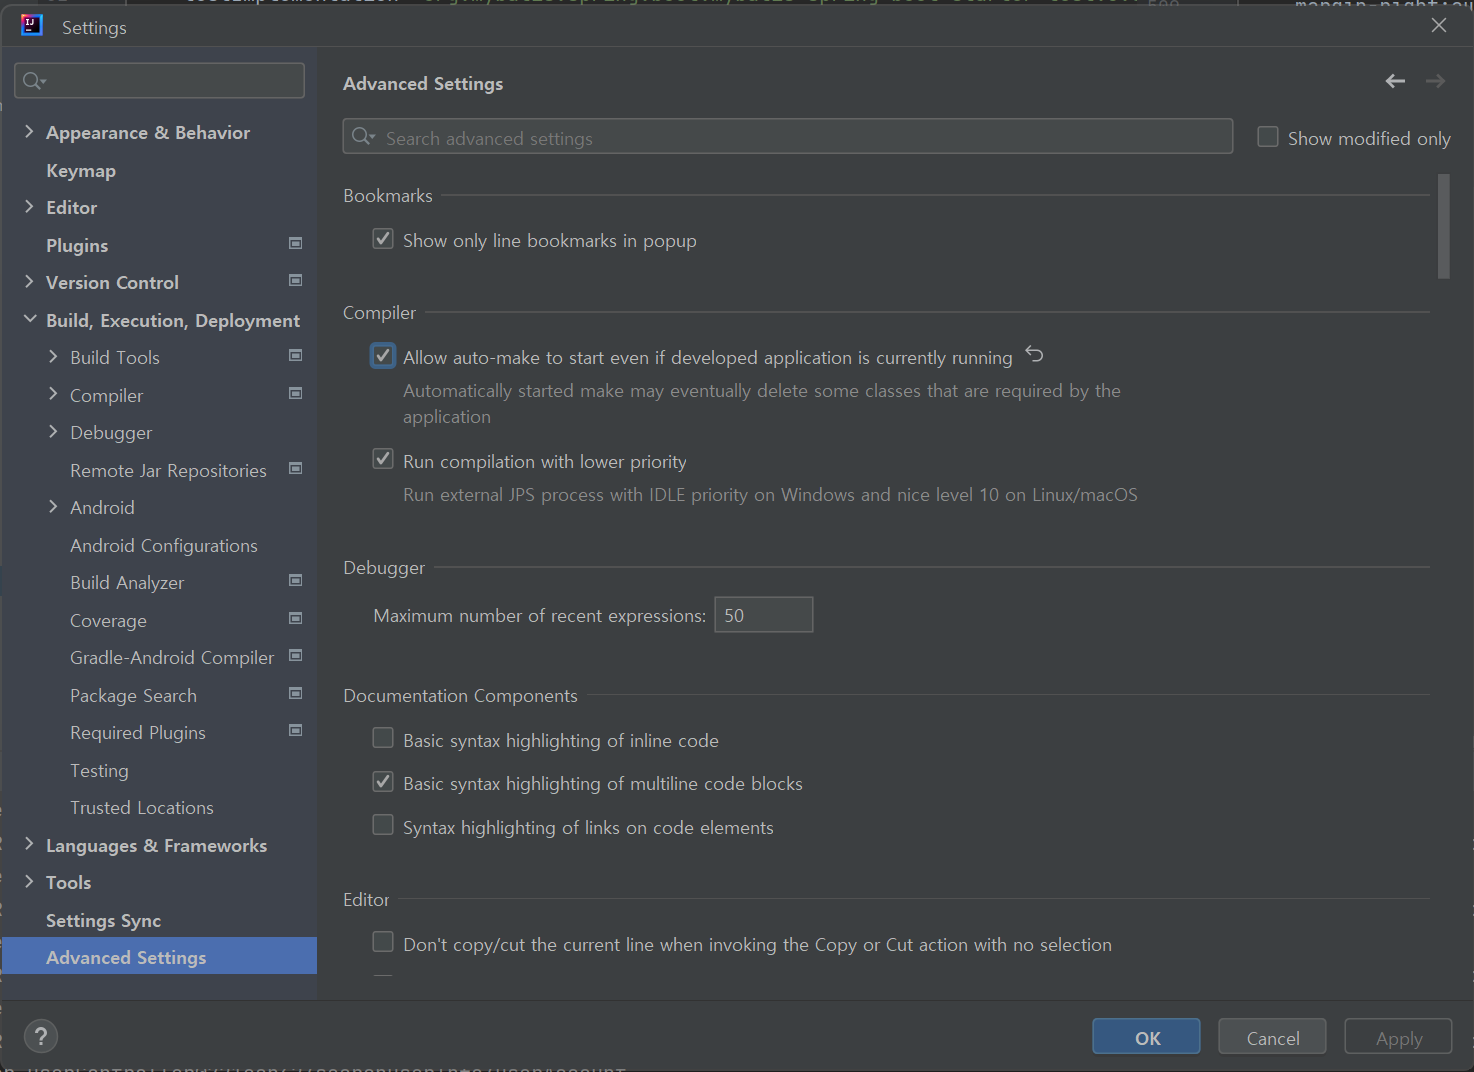 Settings
Appearance & Behavior
Keymap
Editor
Plugins
Version Control
Build, Execution, Deployment
Build Tools
Compiler
Debugger
Remote Jar Repositories
Android
Android Configurations
Build Analyzer
Coverage
Gradle-Android Compiler
Package Search
Required Plugins
Testing
Trusted Locations
Languages & Frameworks
Tools
Settings Sync
Advanced Settings
Advanced Settings
Search advanced settings
Show modified only
Bookmarks
Show only line bookmarks in popup
Compiler
Allow auto-make to start even if developed application is currently running
Automatically started make may eventually delete some classes that are required by the
application
Run compilation with lower priority
Run external JPS process with IDLE priority on Windows and nice level 10 on Linux/macOS
Debugger
Maximum number of recent expressions: 50
Documentation Components
Basic syntax highlighting of inline code
Basic syntax highlighting of multiline code blocks
Syntax highlighting of links on code elements
Editor
Don't copy/cut the current line when invoking the Copy or Cut action with no selection
?
OK
Cancel
Apply